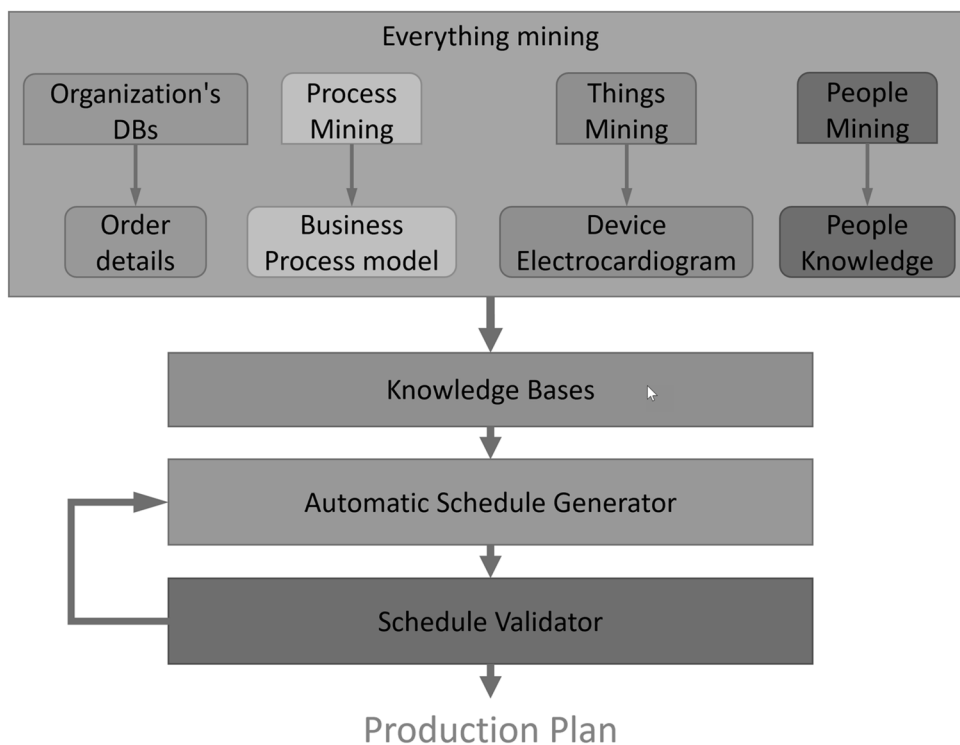 Everything mining
Organization's
DBs
Process
Mining
Things
Mining
People
Mining
Order
details
Business
Process model
Device
Electrocardiogram
People
Knowledge
Knowledge Bases
Automatic Schedule Generator
Schedule Validator
Production Plan